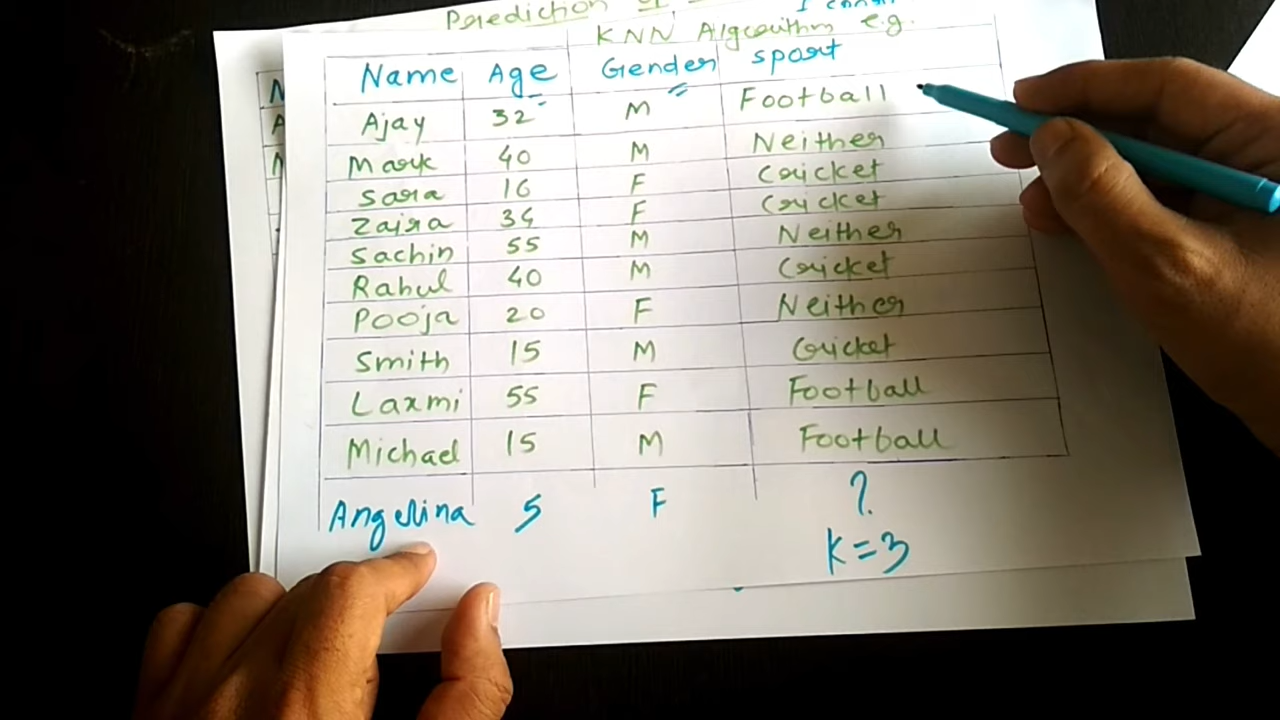 Prediction of
KNN Algorithm e.g.
Name Age Gender sport
Ajay 32 M Football
Mark 40 M Neither
Sara 16 F Cricket
Zaira 34 F Cricket
Sachin 55 M Neither
Rahul 40 M Cricket
Pooja 20 F Neither
Smith 15 M Cricket
Laxmi 55 F Football
Michael 15 M Football
Angelina 5 F ?
K=3